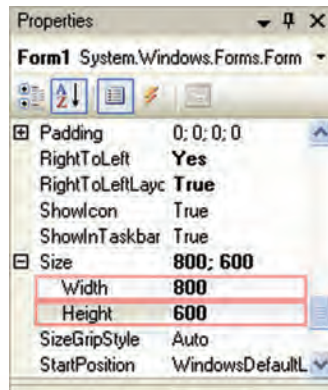 Properties
Form1 System.Windows.Forms.Form
Padding 0; 0; 0; 0
RightToLeft Yes
RightToLeftLayc True
ShowIcon True
ShowInTaskbar True
Size 800; 600
Width 800
Height 600
SizeGripStyle Auto
StartPosition WindowsDefaultL